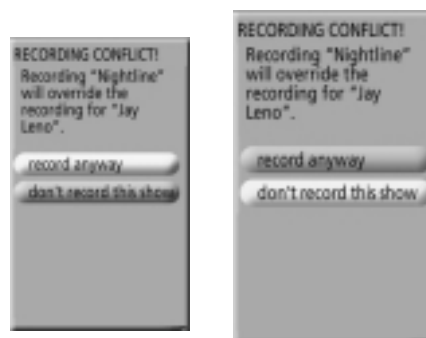 RECORDING CONFLICT!
Recording "Nightline"
will override the
recording for "Jay
Leno".
record anyway
don't record this show
RECORDING CONFLICT!
Recording "Nightline"
will override the
recording for "Jay
Leno".
record anyway
don't record this show